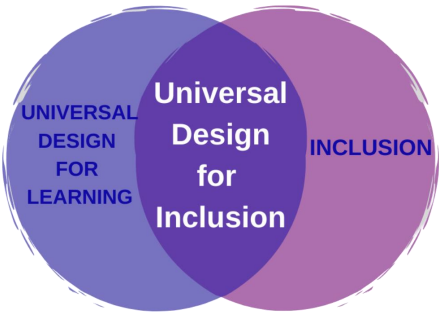 UNIVERSAL
DESIGN
FOR
LEARNING
Universal
Design
for
Inclusion
INCLUSION